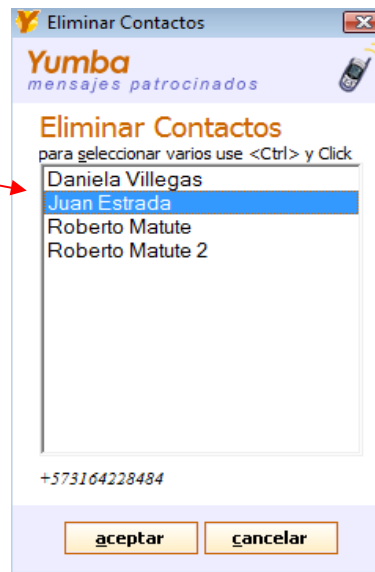 Eliminar Contactos
Yumba
mensajes patrocinados
Eliminar Contactos
para seleccionar varios use <Ctrl> y Click
Daniela Villegas
Juan Estrada
Roberto Matute
Roberto Matute 2
+573164228484
aceptar cancelar